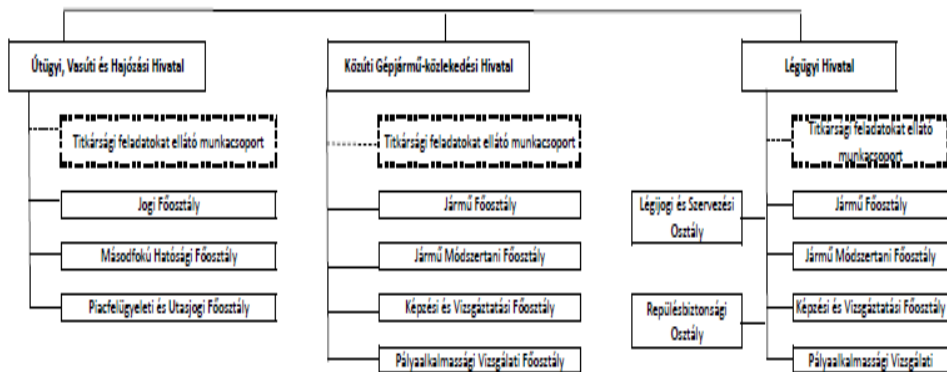 Útügyi, Vasúti és Hajózási Hivatal
Titkársági feladatokat ellátó munkacsoport
Jogi Főosztály
Másodfokú Hatósági Főosztály
Piacfelügyeleti és Utasjogi Főosztály
Közúti Gépjármű-közlekedési Hivatal
Titkársági feladatokat ellátó munkacsoport
Jármű Főosztály
Jármű Módszertani Főosztály
Képzési és Vizsgáztatási Főosztály
Pályaalkalmassági Vizsgálati Főosztály
Légügyi Hivatal
Titkársági feladatokat ellátó
munkacsoport
Légijogi és Szervezési
Osztály
Repülésbiztonsági
Osztály
Jármű Főosztály
Jármű Módszertani Főosztály
Képzési és Vizsgáztatási Főosztály
Pályaalkalmassági Vizsgálati